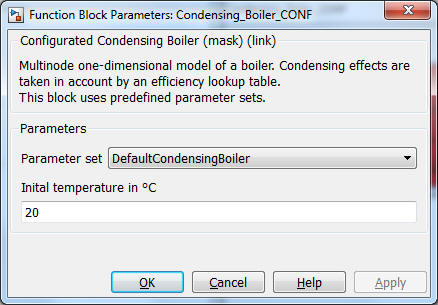 Function Block Parameters: Condensing_Boiler_CONF
Configurated Condensing Boiler (mask) (link)
Multinode one-dimensional model of a boiler. Condensing effects are
taken in account by an efficiency lookup table.
This block uses predefined parameter sets.
Parameters
Parameter set DefaultCondensingBoiler
Inital temperature in °C
20
OK Cancel Help Apply